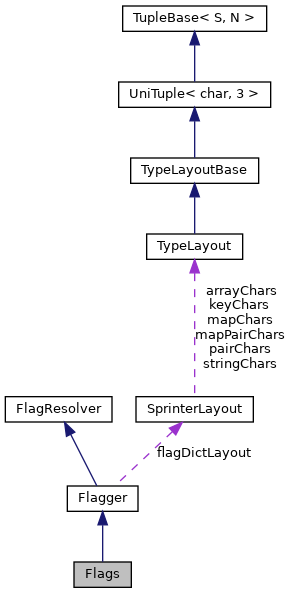 TupleBase< S, N >
UniTuple< char, 3 >
TypeLayoutBase
TypeLayout
arrayChars
keyChars
mapChars
mapPairChars
pairChars
stringChars
FlagResolver
SprinterLayout
flagDictLayout
Flagger
Flags